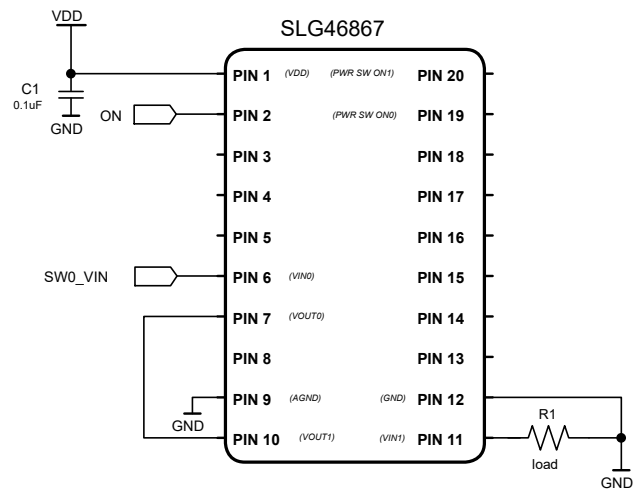 VDD
SLG46867
C1
0.1uF
GND
ON
SW0_VIN
GND
PIN 1 (VDD) (PWR SW ON1) PIN 20
PIN 2 (PWR SW ON0) PIN 19
PIN 3 PIN 18
PIN 4 PIN 17
PIN 5 PIN 16
PIN 6 (VIN0) PIN 15
PIN 7 (VOUT0) PIN 14
PIN 8 PIN 13
PIN 9 (AGND) (GND) PIN 12
PIN 10 (VOUT1) (VIN1) PIN 11
R1
load
GND